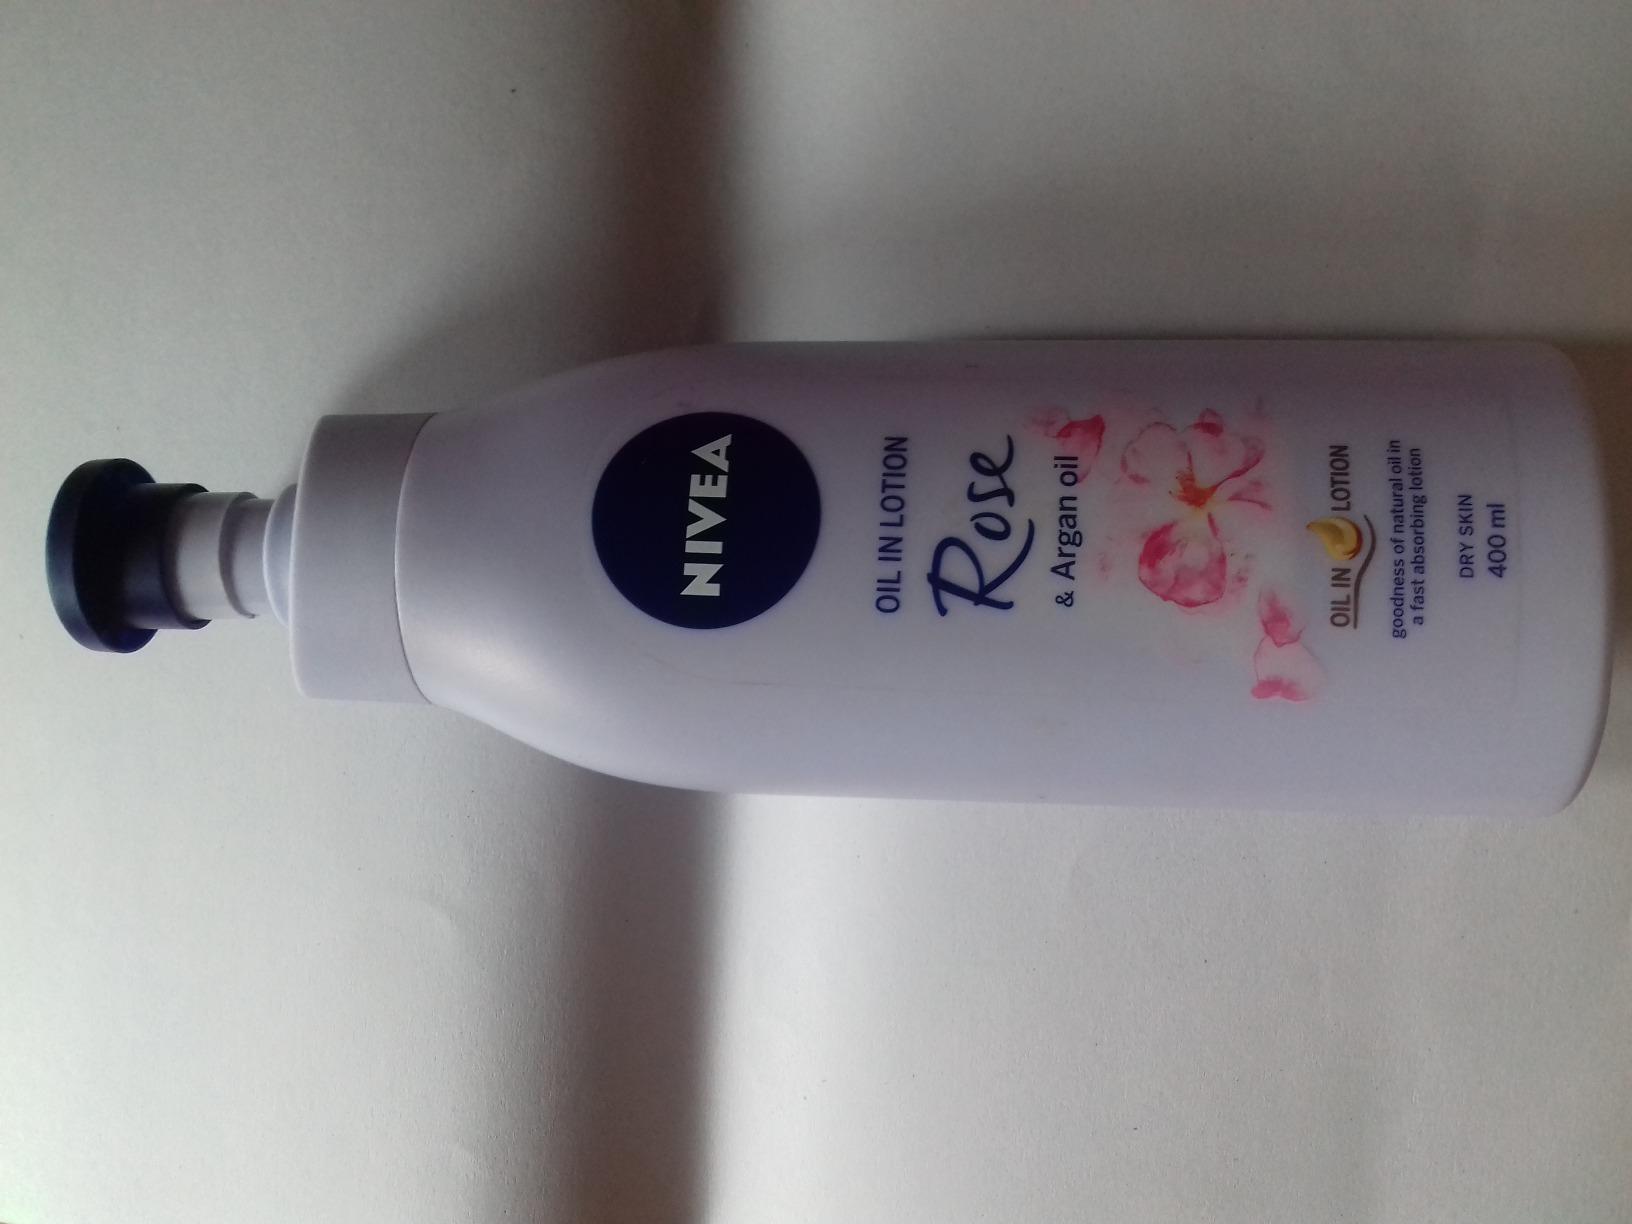 NIVEA
OIL IN LOTION
Rose
& Argan oil
OIL IN LOTION
goodness of natural oil in
a fast absorbing lotion
DRY SKIN
400 ml